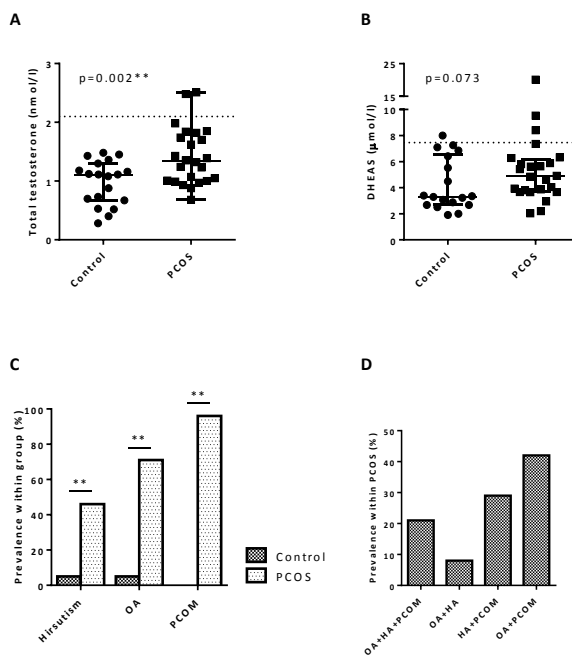 A
B
p=0.002**
p=0.073
Total testosterone (nmol/l)
3
2
1
0
Control
PCOS
DHEAS (μmol/l)
25
15
10
8
6
4
2
0
Control
PCOS
C
D
Prevalence within group (%)
100
80
60
40
20
0
**
**
**
Hirsutism
OA
PCOM
Control
PCOS
Prevalence within PCOS (%)
50
40
30
20
10
0
OA+HA+PCOM
OA+HA
HA+PCOM
OA+PCOM